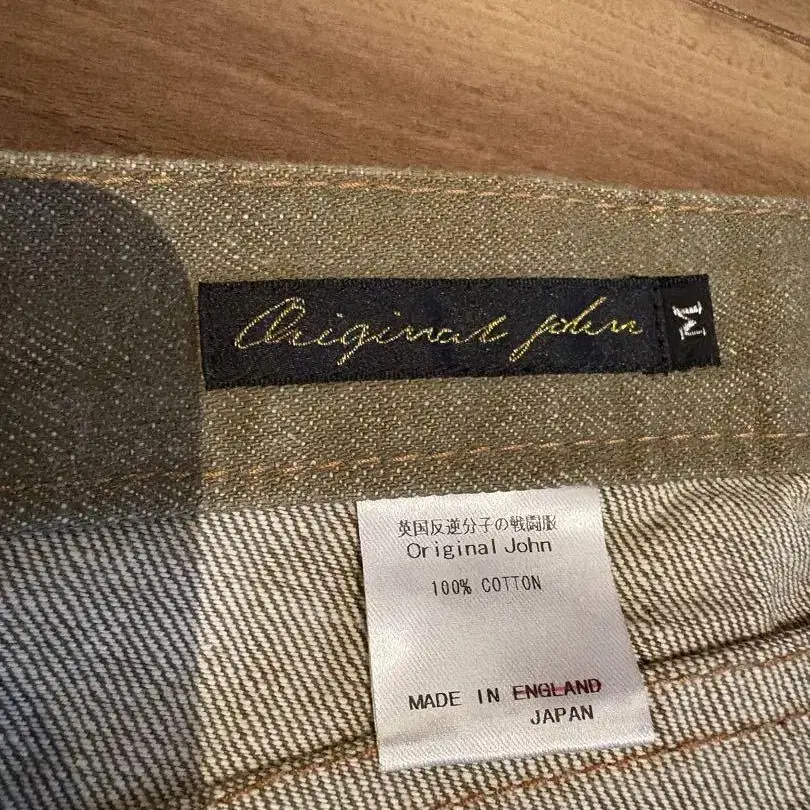 Original John
M
英国反逆分子の戦闘服
Original John
100% COTTON
MADE IN ENGLAND
JAPAN